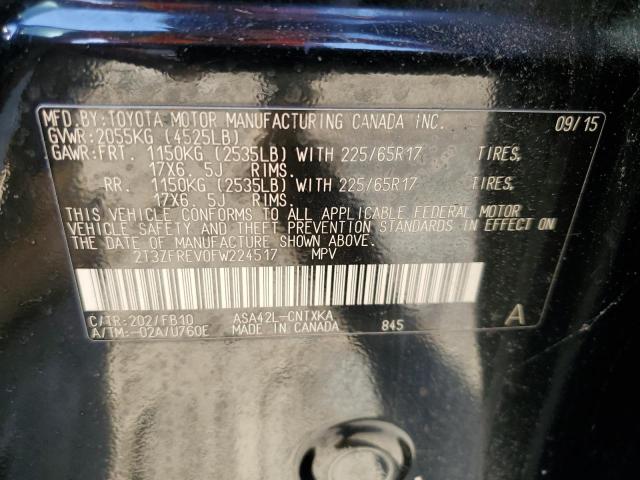 MFD.BY:TOYOTA MOTOR MANUFACTURING CANADA INC. 09/15
GVWR:2055KG (4525LB)
GAWR:FRT. 1150KG (2535LB) WITH 225/65R17 TIRES,
17X6. 5J RIMS.
RR. 1150KG (2535LB) WITH 225/65R17 TIRES,
17X6. 5J RIMS.
THIS VEHICLE CONFORMS TO ALL APPLICABLE FEDERAL MOTOR
VEHICLE SAFETY AND THEFT PREVENTION STANDARDS IN EFFECT ON
THE DATE OF MANUFACTURE SHOWN ABOVE.
2T3ZFREV0FW224517 MPV
C/TR:202/FB10 ASA42L-CNTXKA
A/TM:-02A/U760E MADE IN CANADA 845 A